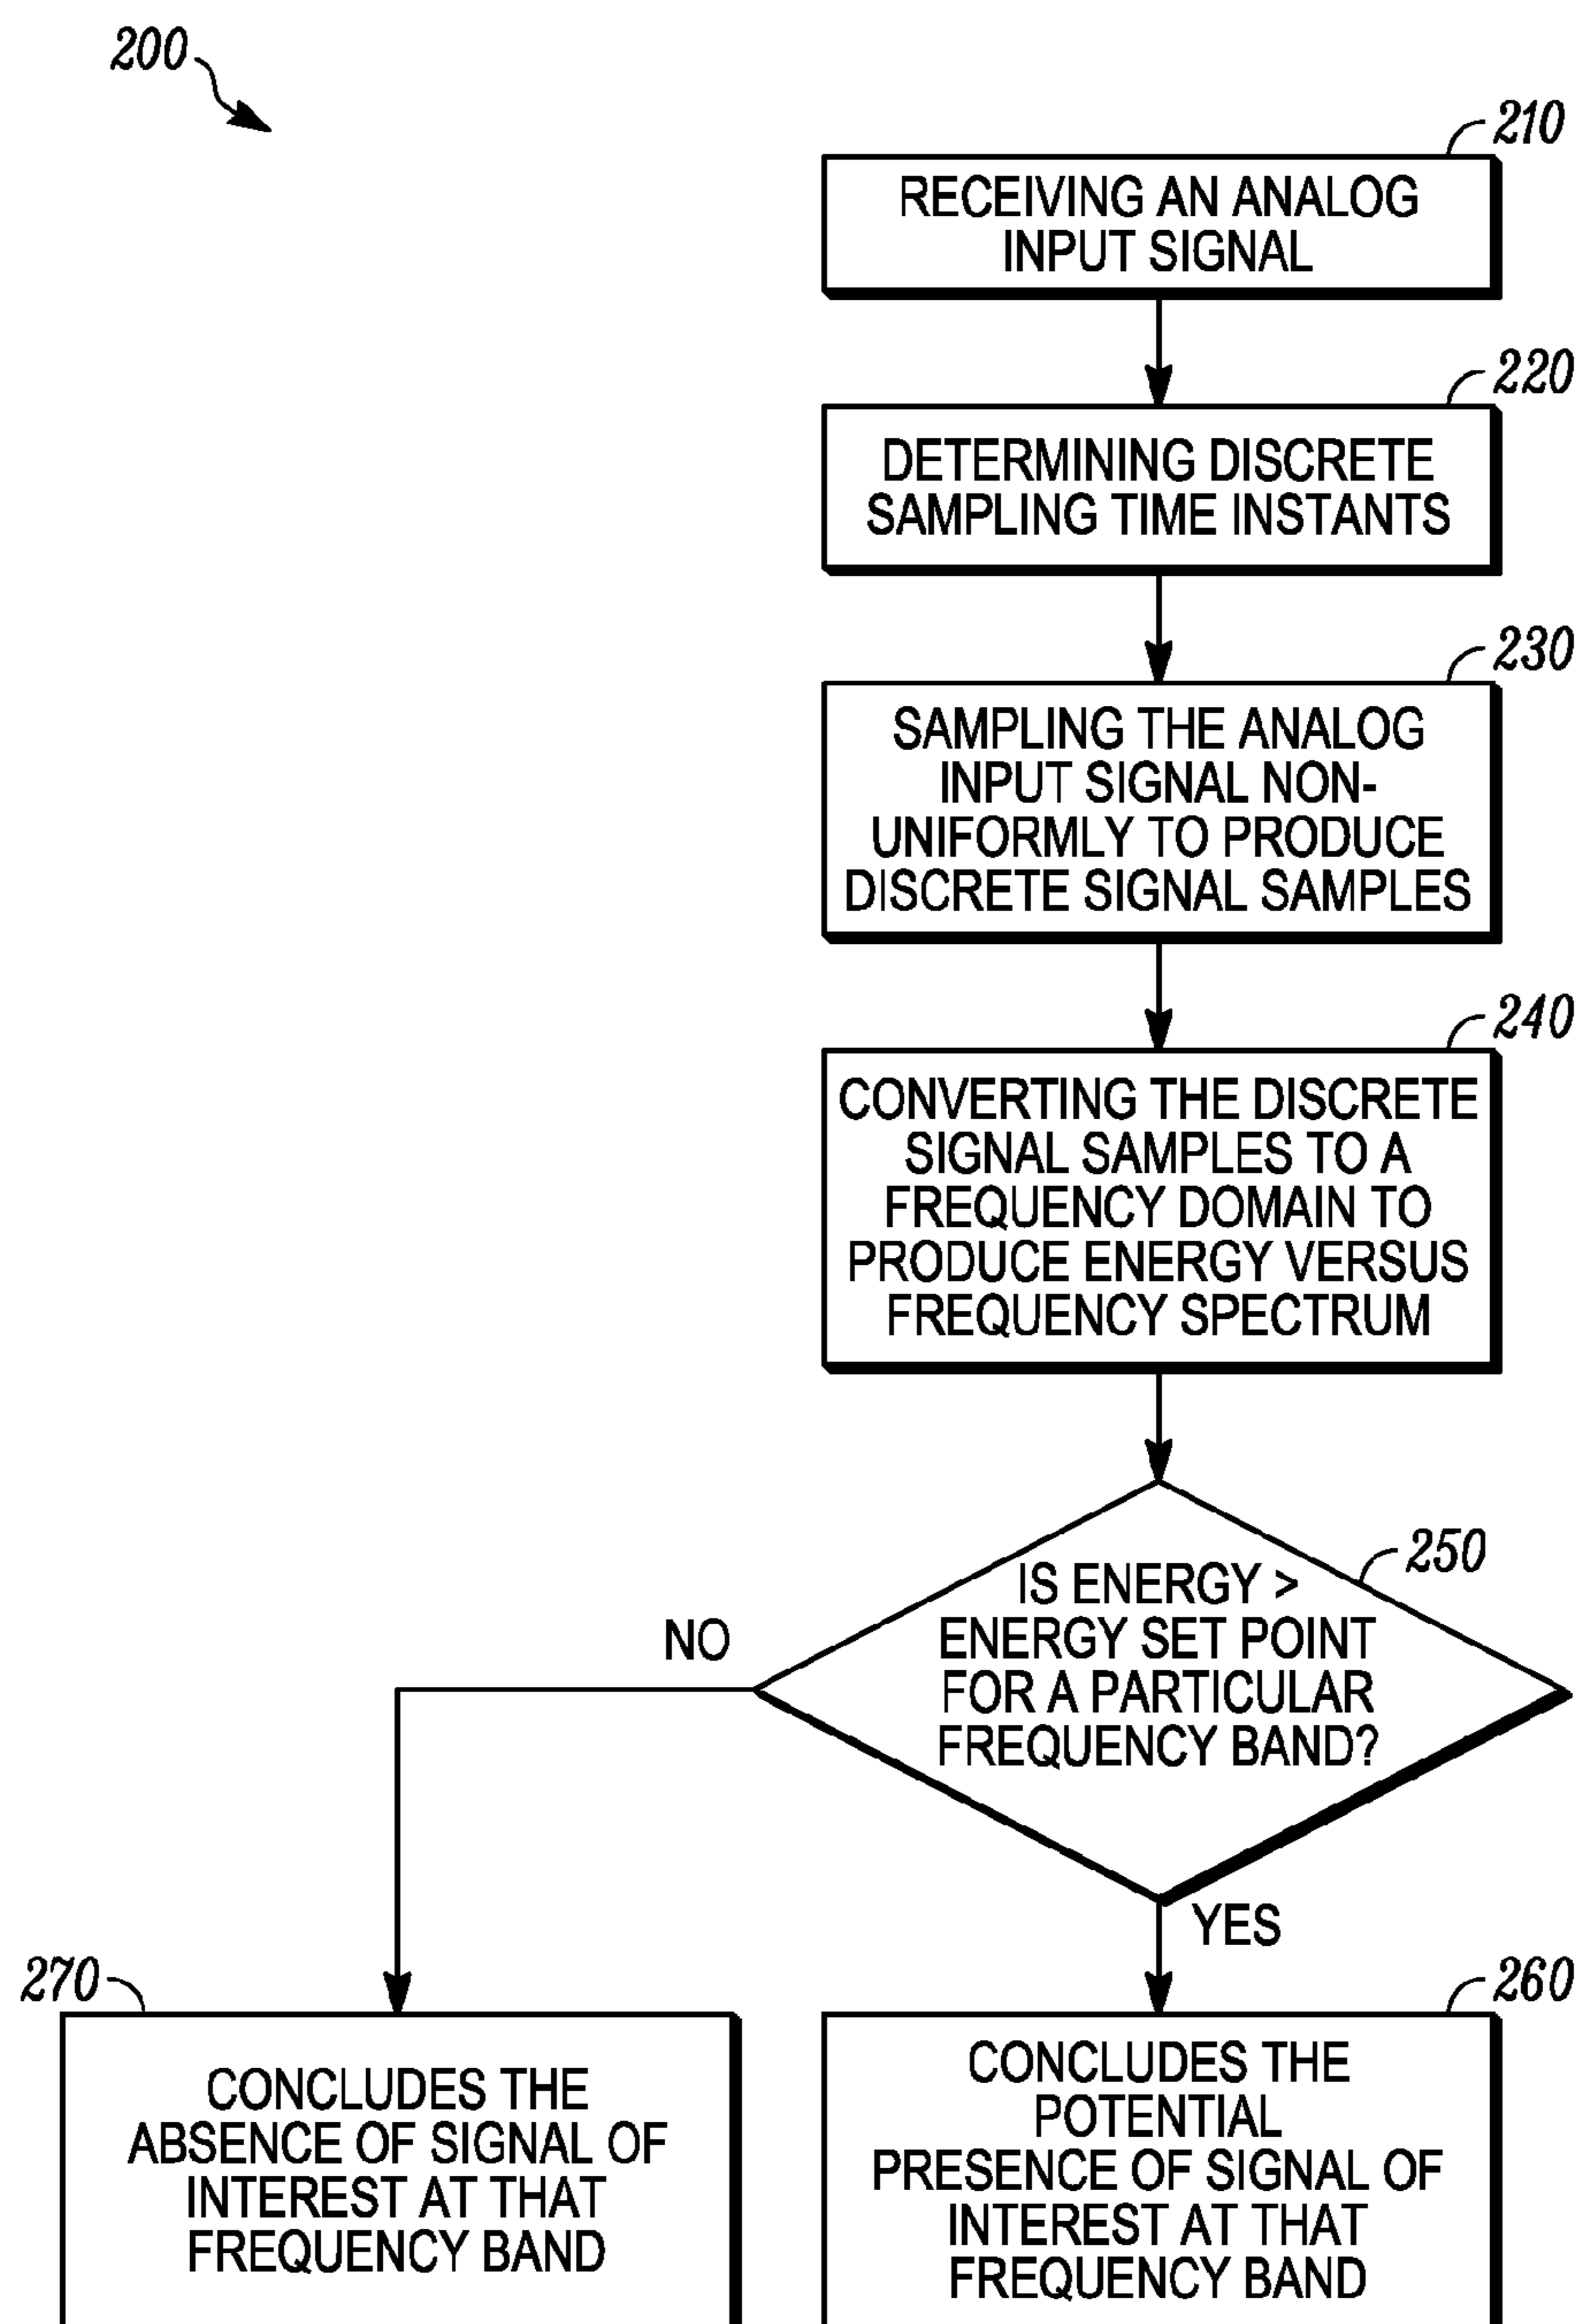 200
210
RECEIVING AN ANALOG
INPUT SIGNAL
220
DETERMINING DISCRETE
SAMPLING TIME INSTANTS
230
SAMPLING THE ANALOG
INPUT SIGNAL NON-
UNIFORMLY TO PRODUCE
DISCRETE SIGNAL SAMPLES
240
CONVERTING THE DISCRETE
SIGNAL SAMPLES TO A
FREQUENCY DOMAIN TO
PRODUCE ENERGY VERSUS
FREQUENCY SPECTRUM
250
IS ENERGY >
ENERGY SET POINT
FOR A PARTICULAR
FREQUENCY BAND?
NO
YES
270
CONCLUDES THE
ABSENCE OF SIGNAL OF
INTEREST AT THAT
FREQUENCY BAND
260
CONCLUDES THE
POTENTIAL
PRESENCE OF SIGNAL OF
INTEREST AT THAT
FREQUENCY BAND